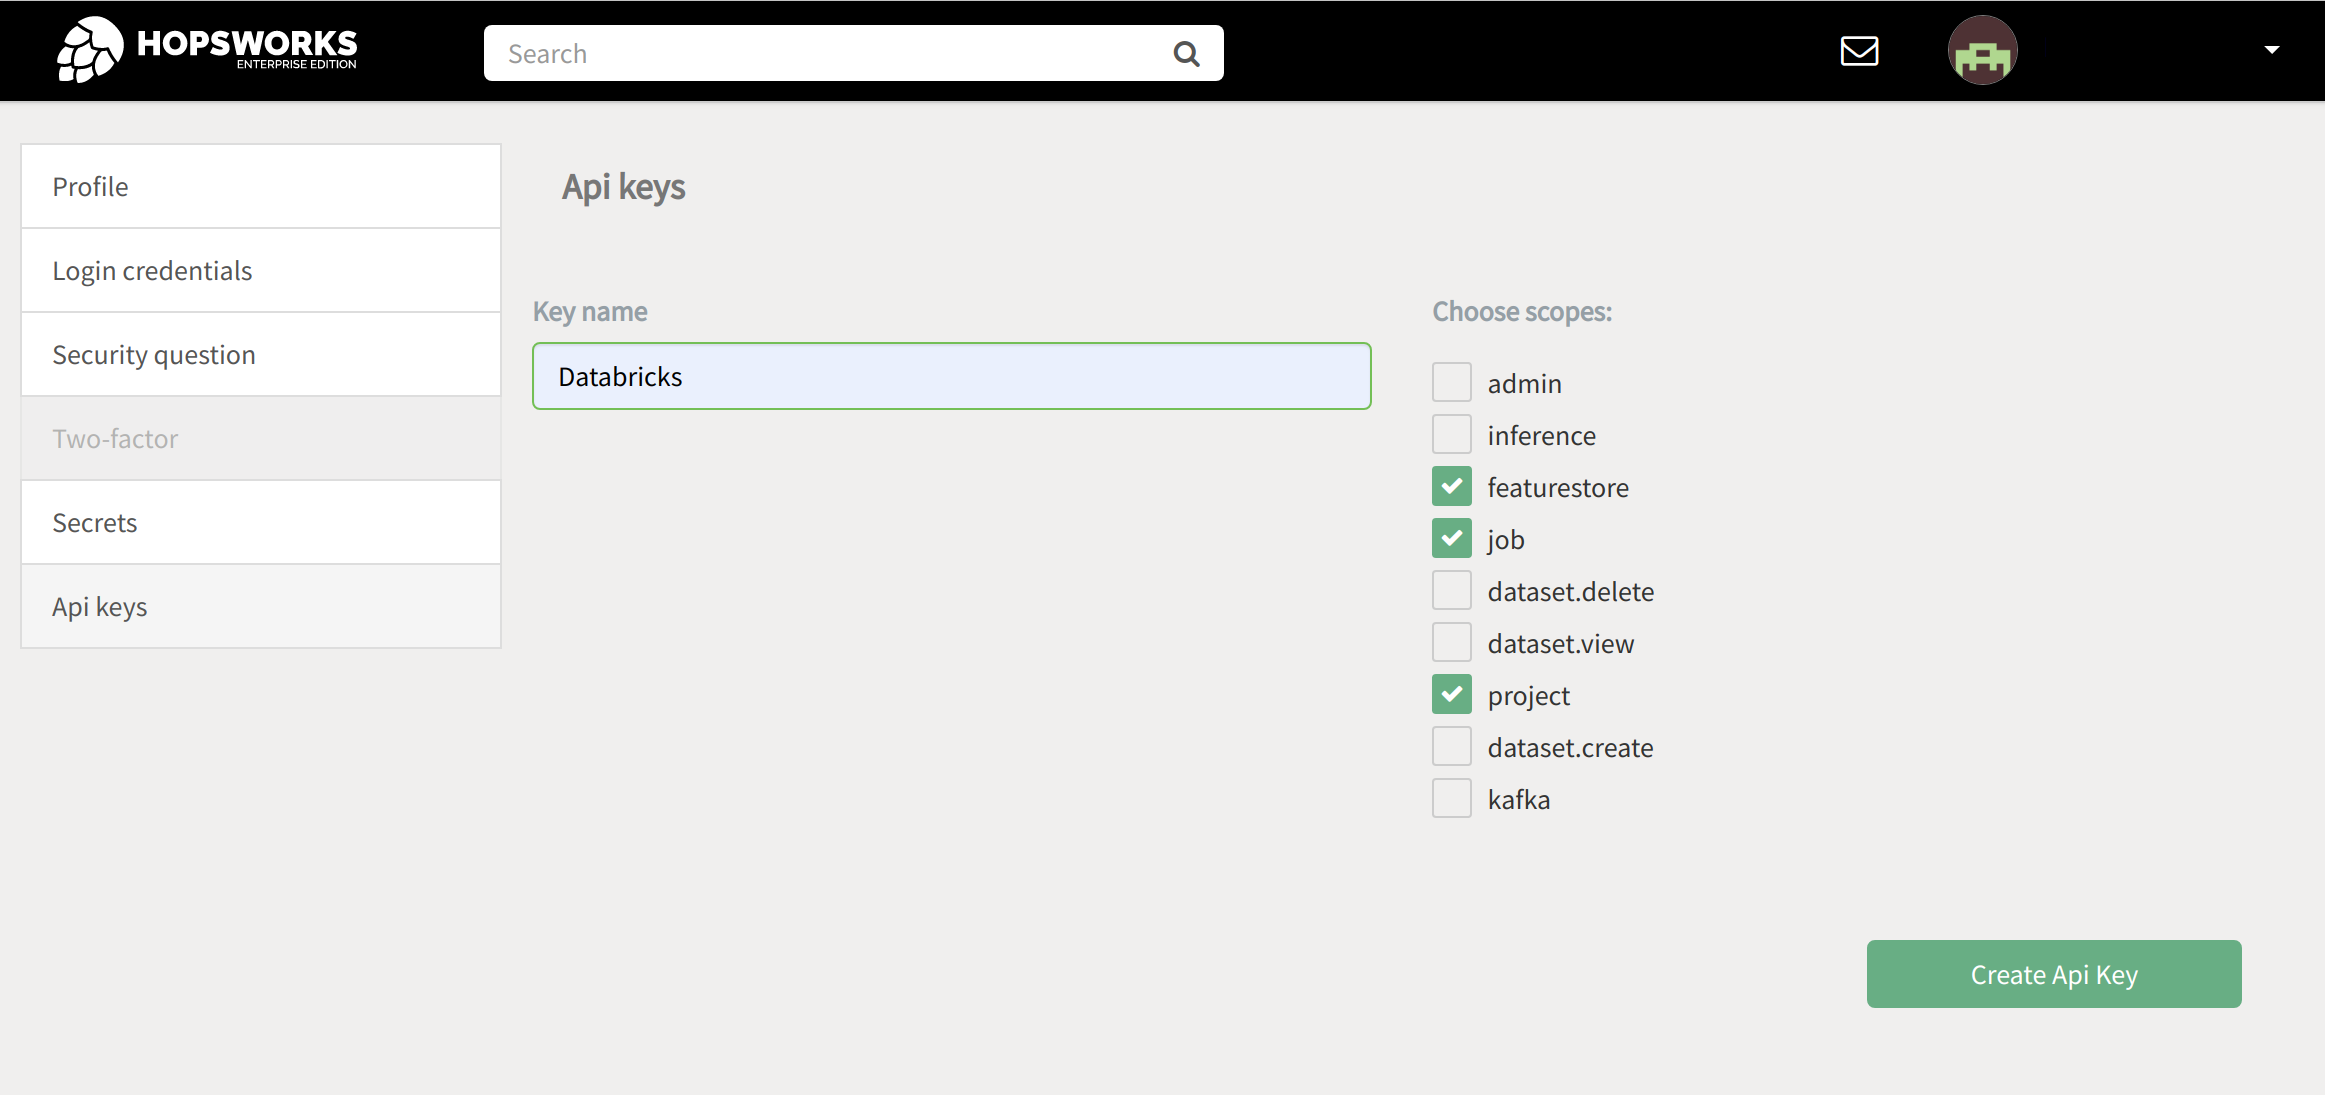 HOPSWORKS
ENTERPRISE EDITION
Search
Profile
Login credentials
Security question
Two-factor
Secrets
Api keys
Api keys
Key name
Databricks
Choose scopes:
admin
inference
featurestore
job
dataset.delete
dataset.view
project
dataset.create
kafka
Create Api Key